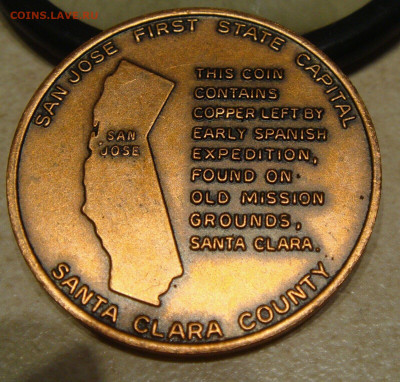 COINS.LAVE.RU
SAN JOSE FIRST STATE CAPITAL
THIS COIN
CONTAINS
COPPER LEFT BY
EARLY SPANISH
EXPEDITION,
FOUND ON
OLD MISSION
GROUNDS,
SANTA CLARA.
SAN
JOSE
SANTA CLARA COUNTY